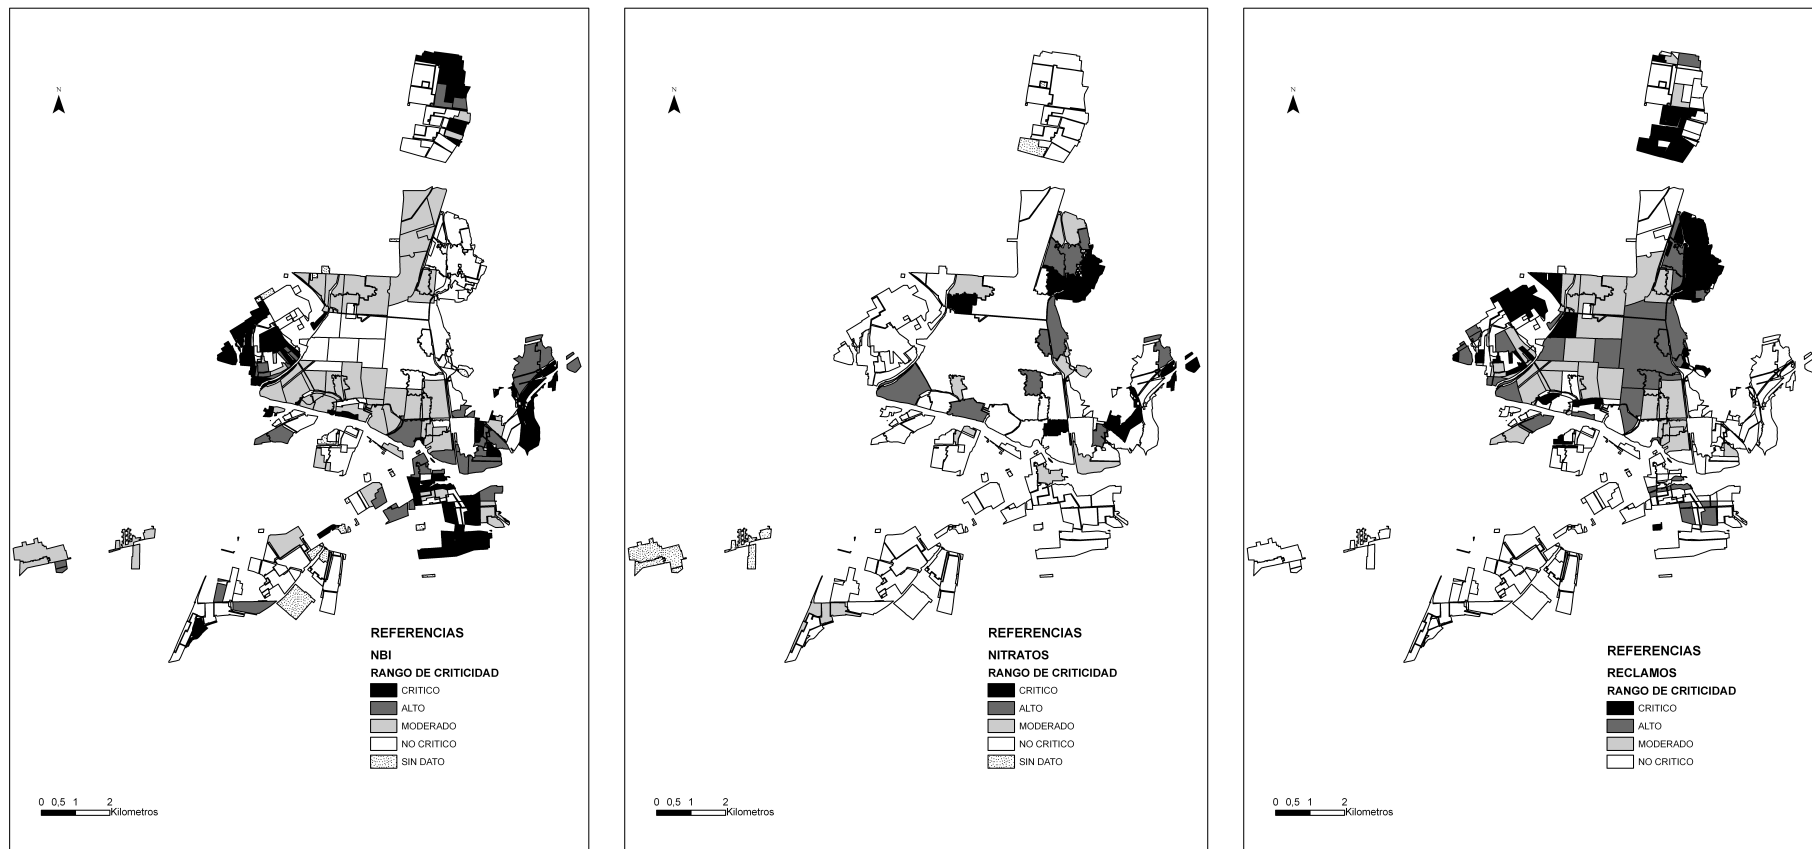 N
REFERENCIAS
NBI
RANGO DE CRITICIDAD
CRITICO
ALTO
MODERADO
NO CRITICO
SIN DATO
0 0,5 1 2
Kilometros
N
REFERENCIAS
NITRATOS
RANGO DE CRITICIDAD
CRITICO
ALTO
MODERADO
NO CRITICO
SIN DATO
0 0,5 1 2
Kilometros
N
REFERENCIAS
RECLAMOS
RANGO DE CRITICIDAD
CRITICO
ALTO
MODERADO
NO CRITICO
0 0,5 1 2
Kilometros